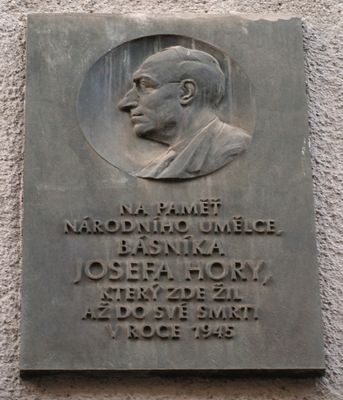 NA PAMĚŤ
NÁRODNÍHO UMĚLCE,
BÁSNÍKA
JOSEFA HORY,
KTERÝ ZDE ŽIL
AŽ DO SVÉ SMRTI
V ROCE 1945